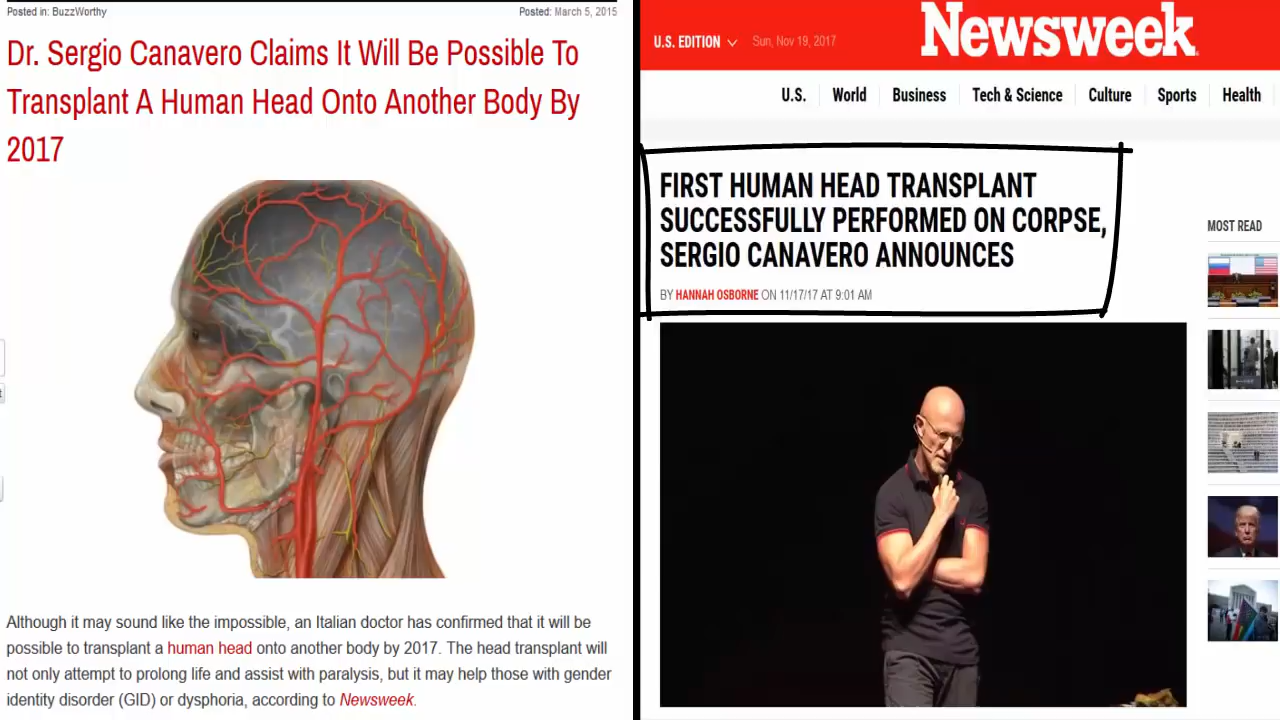 Posted in: BuzzWorthy
Posted: March 5, 2015
Dr. Sergio Canavero Claims It Will Be Possible To
Transplant A Human Head Onto Another Body By
2017
Although it may sound like the impossible, an Italian doctor has confirmed that it will be
possible to transplant a human head onto another body by 2017. The head transplant will
not only attempt to prolong life and assist with paralysis, but it may help those with gender
identity disorder (GID) or dysphoria, according to Newsweek.
U.S. EDITION
Sun, Nov 19, 2017
Newsweek
U.S.
World
Business
Tech & Science
Culture
Sports
Health
FIRST HUMAN HEAD TRANSPLANT
SUCCESSFULLY PERFORMED ON CORPSE,
SERGIO CANAVERO ANNOUNCES
BY HANNAH OSBORNE ON 11/17/17 AT 9:01 AM
MOST READ